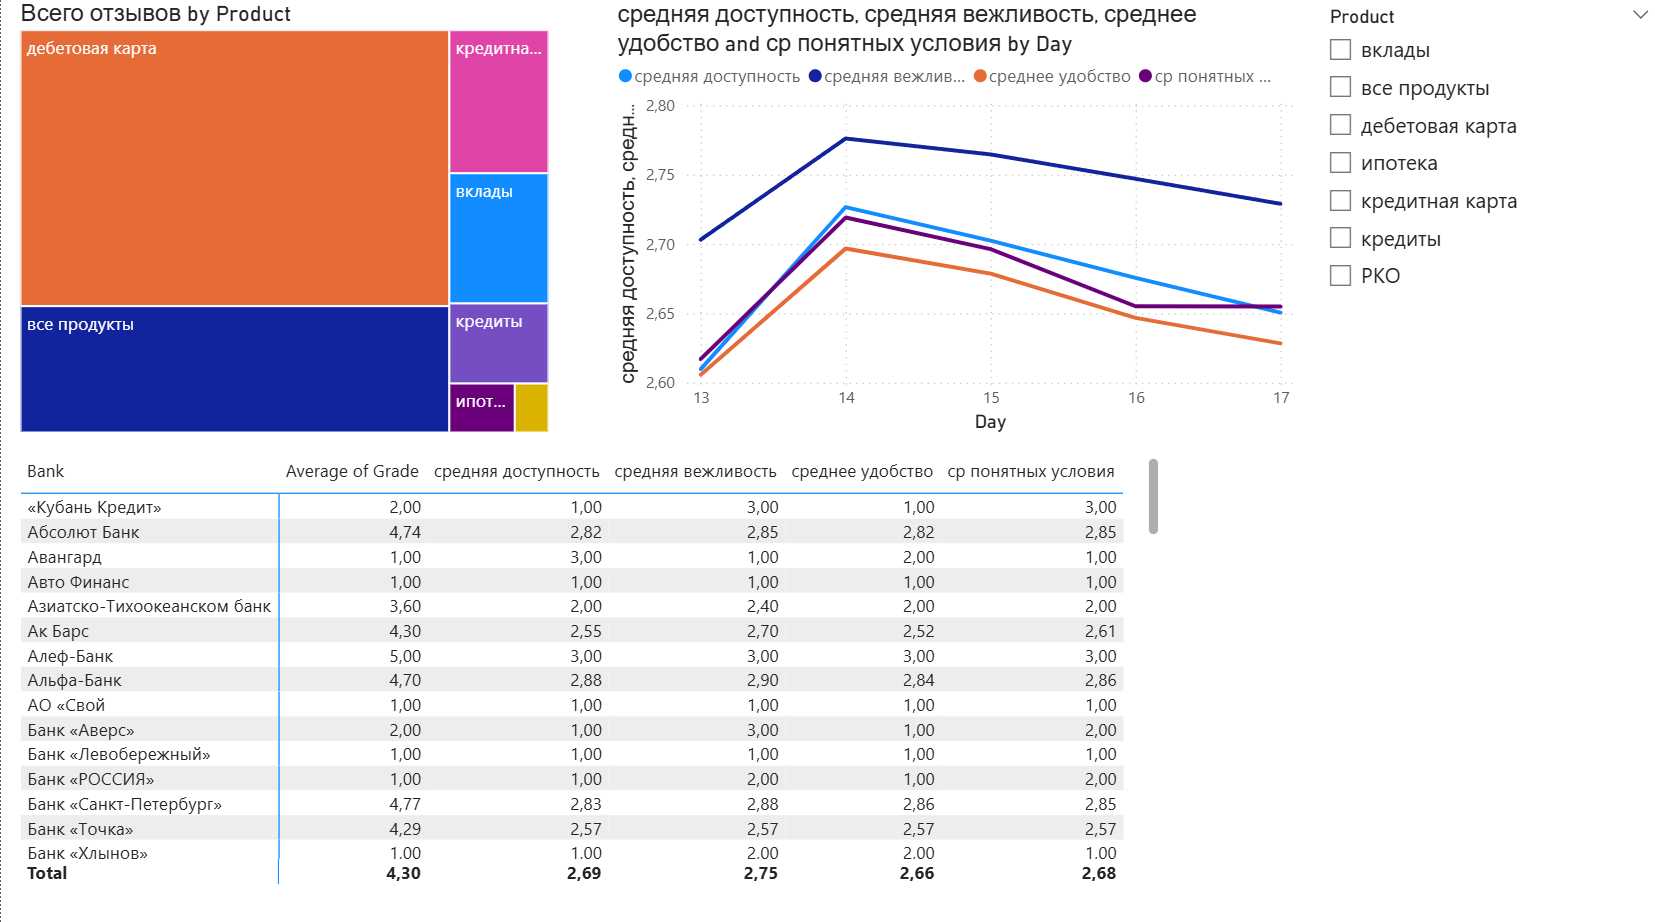 Всего отзывов by Product
дебетовая карта
кредитна...
вклады
все продукты
кредиты
ипот...
средняя доступность, средняя вежливость, среднее
удобство and ср понятных условия by Day
средняя доступность средняя вежлив... среднее удобство ср понятных ...
средняя доступность, средн...
2,80
2,75
2,70
2,65
2,60
13 14 15 16 17
Day
Product
вклады
все продукты
дебетовая карта
ипотека
кредитная карта
кредиты
РКО
Bank Average of Grade средняя доступность средняя вежливость среднее удобство ср понятных условия
«Кубань Кредит» 2,00 1,00 3,00 1,00 3,00
Абсолют Банк 4,74 2,82 2,85 2,82 2,85
Авангард 1,00 3,00 1,00 2,00 1,00
Авто Финанс 1,00 1,00 1,00 1,00 1,00
Азиатско-Тихоокеанском банк 3,60 2,00 2,40 2,00 2,00
Ак Барс 4,30 2,55 2,70 2,52 2,61
Алеф-Банк 5,00 3,00 3,00 3,00 3,00
Альфа-Банк 4,70 2,88 2,90 2,84 2,86
АО «Свой 1,00 1,00 1,00 1,00 1,00
Банк «Аверс» 2,00 1,00 3,00 1,00 2,00
Банк «Левобережный» 1,00 1,00 1,00 1,00 1,00
Банк «РОССИЯ» 1,00 1,00 2,00 1,00 2,00
Банк «Санкт-Петербург» 4,77 2,83 2,88 2,86 2,85
Банк «Точка» 4,29 2,57 2,57 2,57 2,57
Банк «Хлынов» 1,00 1,00 2,00 2,00 1,00
Total 4,30 2,69 2,75 2,66 2,68